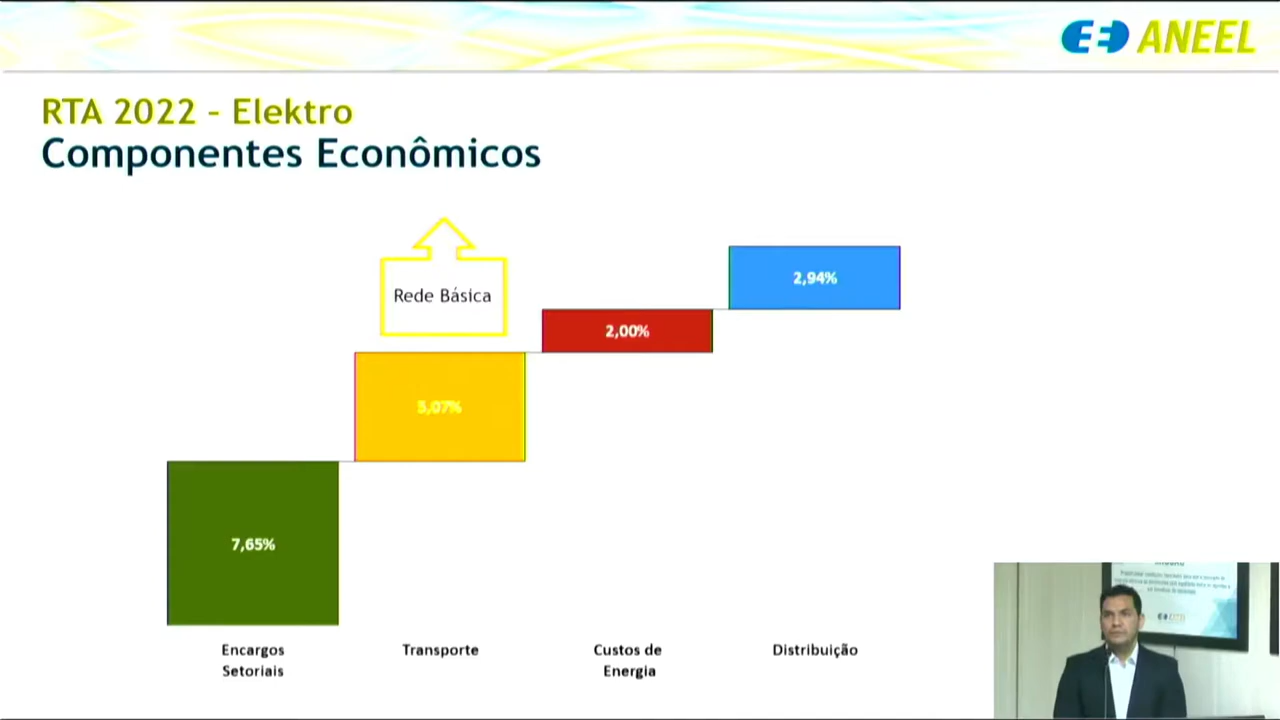 ANEEL
RTA 2022 – Elektro
Componentes Econômicos
Rede Básica
2,94%
2,00%
5,07%
7,65%
Encargos
Setoriais
Transporte
Custos de
Energia
Distribuição